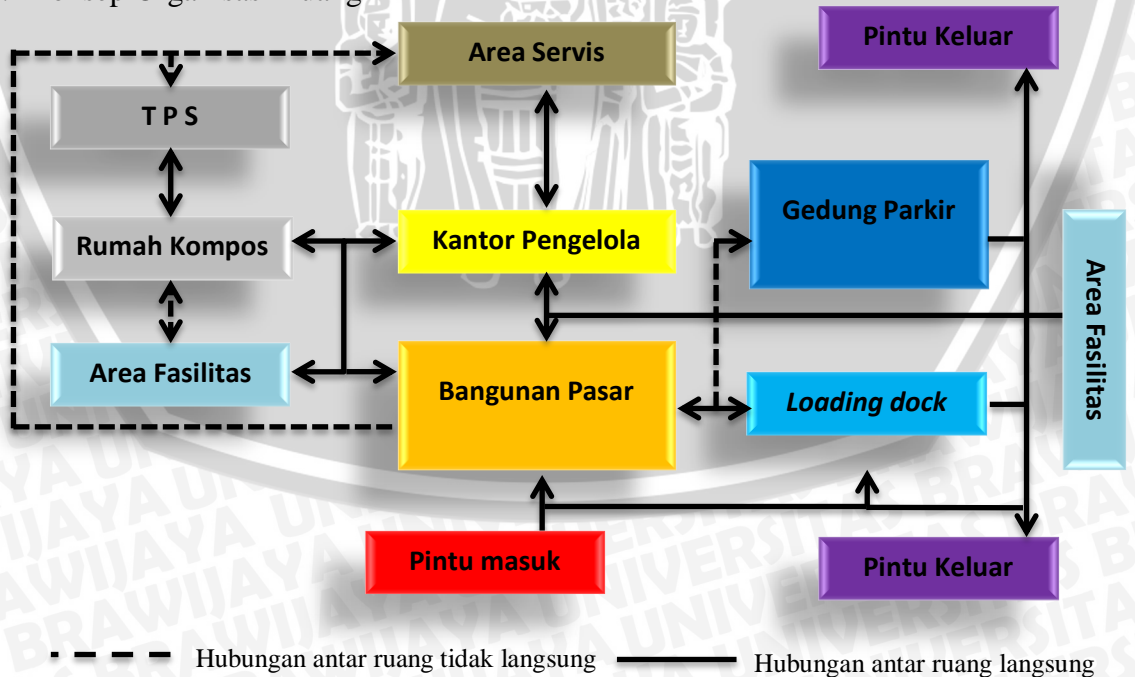 Area Servis
Pintu Keluar
T P S
Gedung Parkir
Rumah Kompos
Kantor Pengelola
Area Fasilitas
Area Fasilitas
Bangunan Pasar
Loading dock
Pintu masuk
Pintu Keluar
Hubungan antar ruang tidak langsung
Hubungan antar ruang langsung